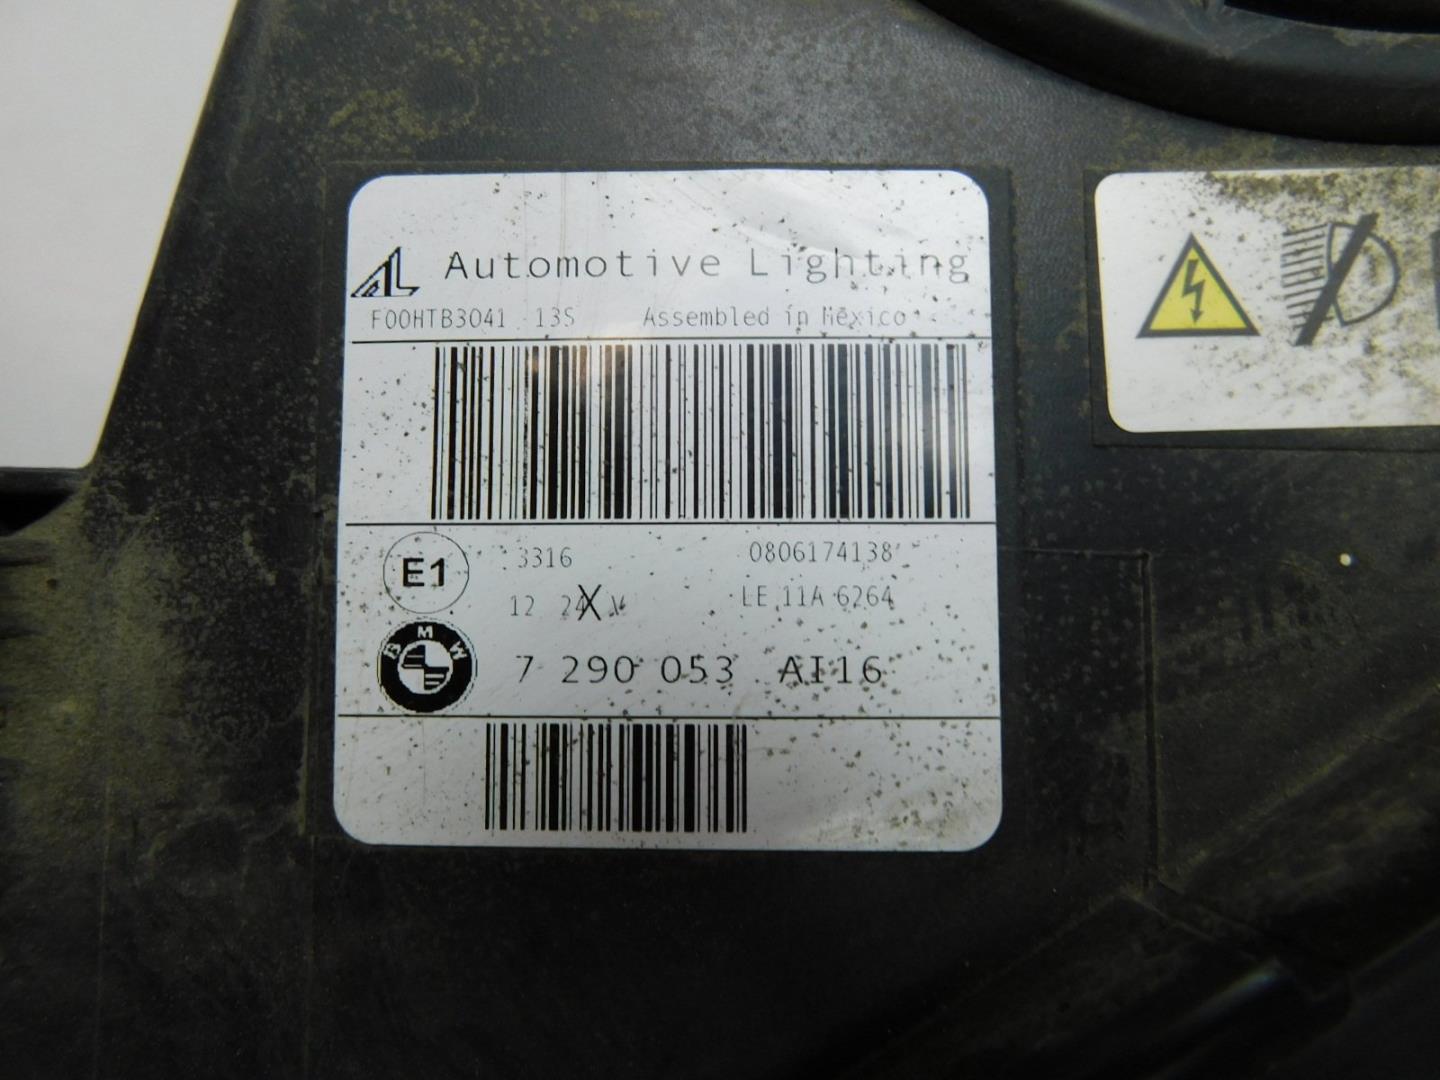 AL Automotive Lighting
F00HTB3041 13S Assembled in Mexico
E1 3316 0806174138
12 24 V LE 11A 6264
BMW 7 290 053 AI16